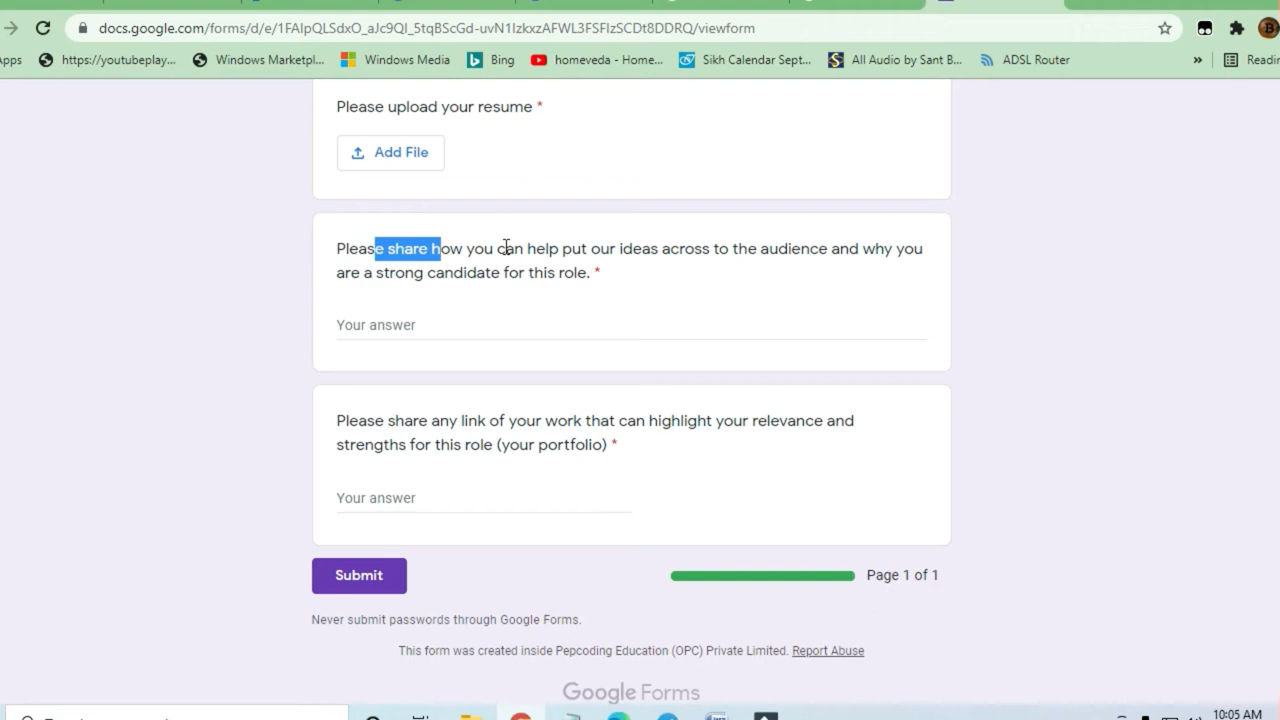 docs.google.com/forms/d/e/1FAIpQLSdxO_aJc9QI_5tqBScGd-uvN1IzkxzAFWL3FSFIzSCDt8DDRQ/viewform
Apps https://youtubeplay... Windows Marketpl... Windows Media Bing homeveda - Home... Sikh Calendar Sept... All Audio by Sant B... ADSL Router »
Please upload your resume *
Add File
Please share how you can help put our ideas across to the audience and why you
are a strong candidate for this role. *
Your answer
Please share any link of your work that can highlight your relevance and
strengths for this role (your portfolio) *
Your answer
Submit
Page 1 of 1
Never submit passwords through Google Forms.
This form was created inside Pepcoding Education (OPC) Private Limited. Report Abuse
Google Forms
10:05 AM